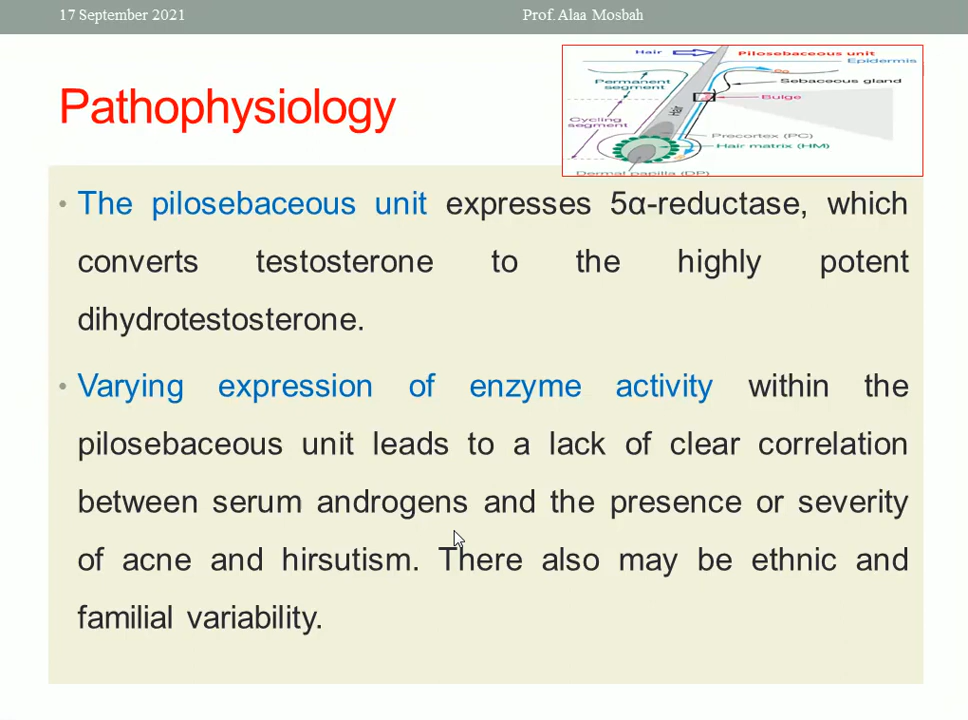 17 September 2021
Prof. Alaa Mosbah
Pathophysiology
Hair
Pilosebaceous unit
Epidermis
Permanent
segment
Sebaceous gland
Bulge
Cycling
segment
Hair
Precortex (PC)
Hair matrix (HM)
Dermal papilla (DP)
• The pilosebaceous unit expresses 5α-reductase, which
converts testosterone to the highly potent
dihydrotestosterone.
• Varying expression of enzyme activity within the
pilosebaceous unit leads to a lack of clear correlation
between serum androgens and the presence or severity
of acne and hirsutism. There also may be ethnic and
familial variability.